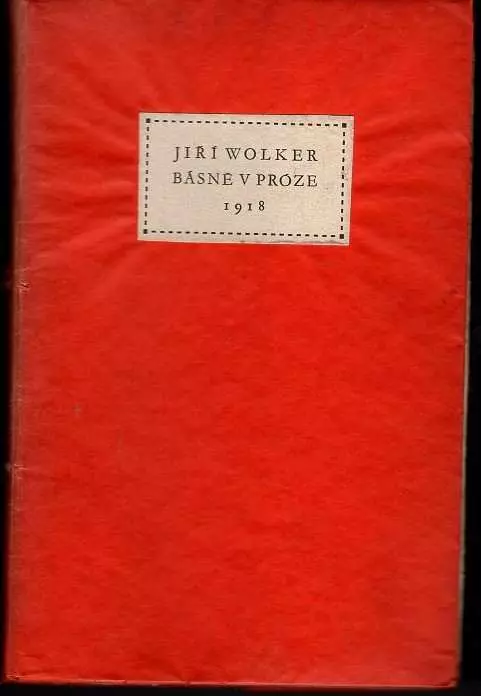 JIŘÍ WOLKER
BÁSNĚ V PRÓZE
1918